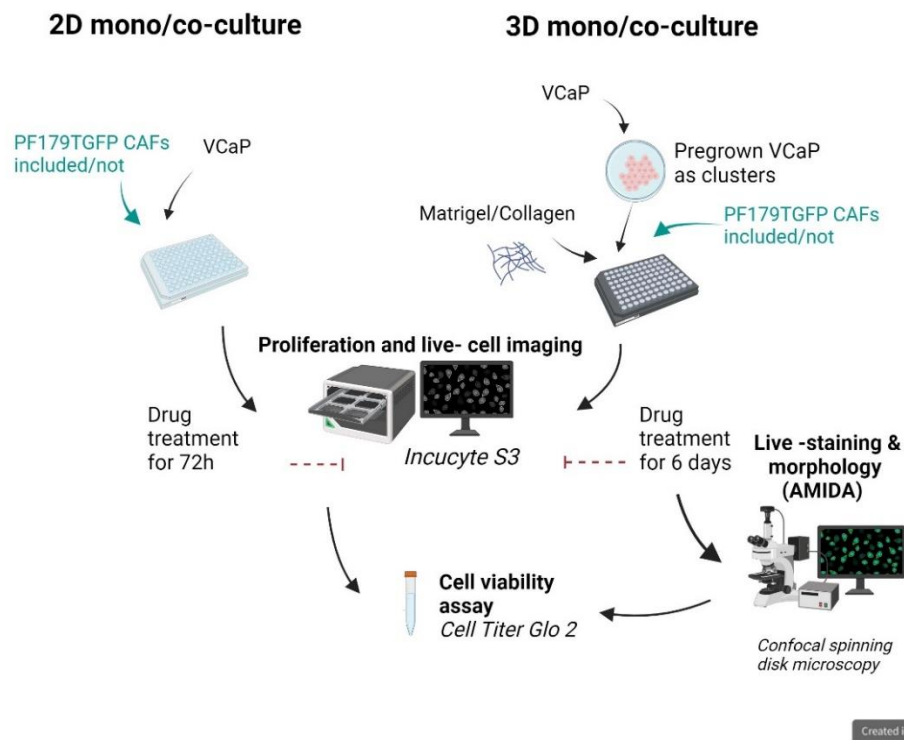 2D mono/co-culture
3D mono/co-culture
VCaP
PF179TGFP CAFs
included/not
VCaP
Pregrown VCaP
as clusters
Matrigel/Collagen
PF179TGFP CAFs
included/not
Proliferation and live- cell imaging
Drug
treatment
for 72h
Incucyte S3
Drug
treatment
for 6 days
Live -staining &
morphology
(AMIDA)
Cell viability
assay
Cell Titer Glo 2
Confocal spinning
disk microscopy
Created i